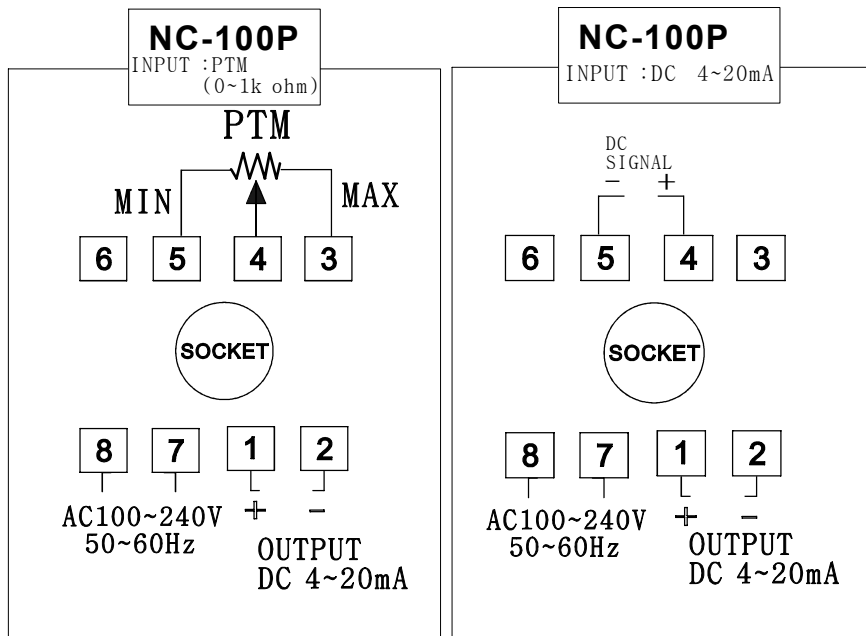 NC-100P
INPUT :PTM
(0~1k ohm)
PTM
MIN
MAX
6 5 4 3
SOCKET
8 7 1 2
+ -
AC100~240V
50~60Hz
OUTPUT
DC 4~20mA
NC-100P
INPUT :DC 4~20mA
DC
SIGNAL
- +
6 5 4 3
SOCKET
8 7 1 2
+ -
AC100~240V
50~60Hz
OUTPUT
DC 4~20mA